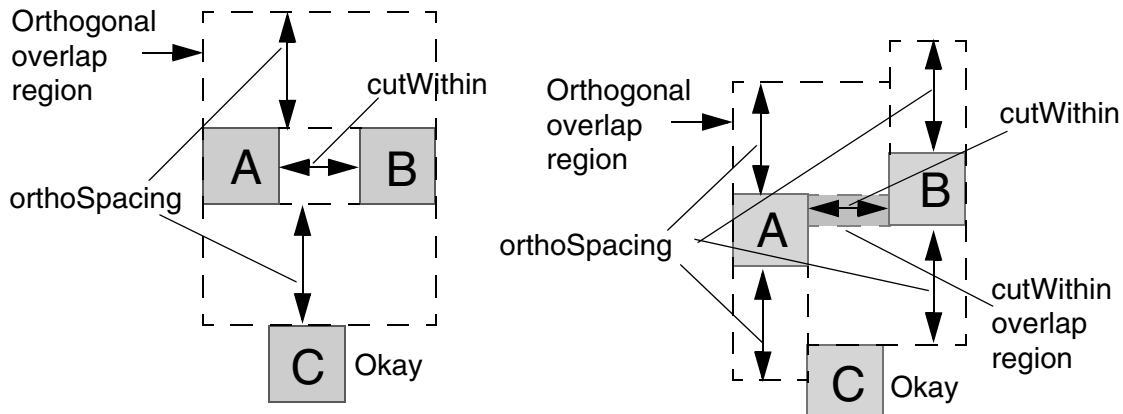 Orthogonal
overlap
region
cutWithin
A
B
orthoSpacing
C
Okay
Orthogonal
overlap
region
cutWithin
B
A
orthoSpacing
cutWithin
overlap
region
C
Okay